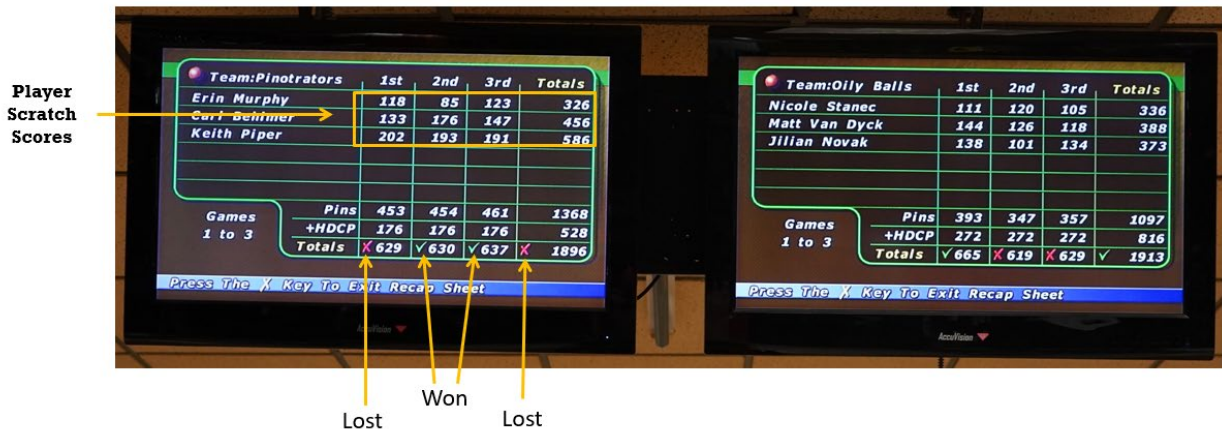 Player
Scratch
Scores
Team:Pinotrators 1st 2nd 3rd Totals
Erin Murphy 118 85 123 326
133 176 147 456
Keith Piper 202 193 191 586
Games
1 to 3
Pins 453 454 461 1368
+HDCP 176 176 176 528
Totals ✗ 629 ✓ 630 ✓ 637 ✗ 1896
Press The X Key To Exit Recap Sheet
AccuVision
Team:Oily Balls 1st 2nd 3rd Totals
Nicole Stanec 111 120 105 336
Matt Van Dyck 144 126 118 388
Jilian Novak 138 101 134 373
Games
1 to 3
Pins 393 347 357 1097
+HDCP 272 272 272 816
Totals ✓ 665 ✗ 619 ✗ 629 ✓ 1913
Press The X Key To Exit Recap Sheet
AccuVision
Lost
Won
Lost